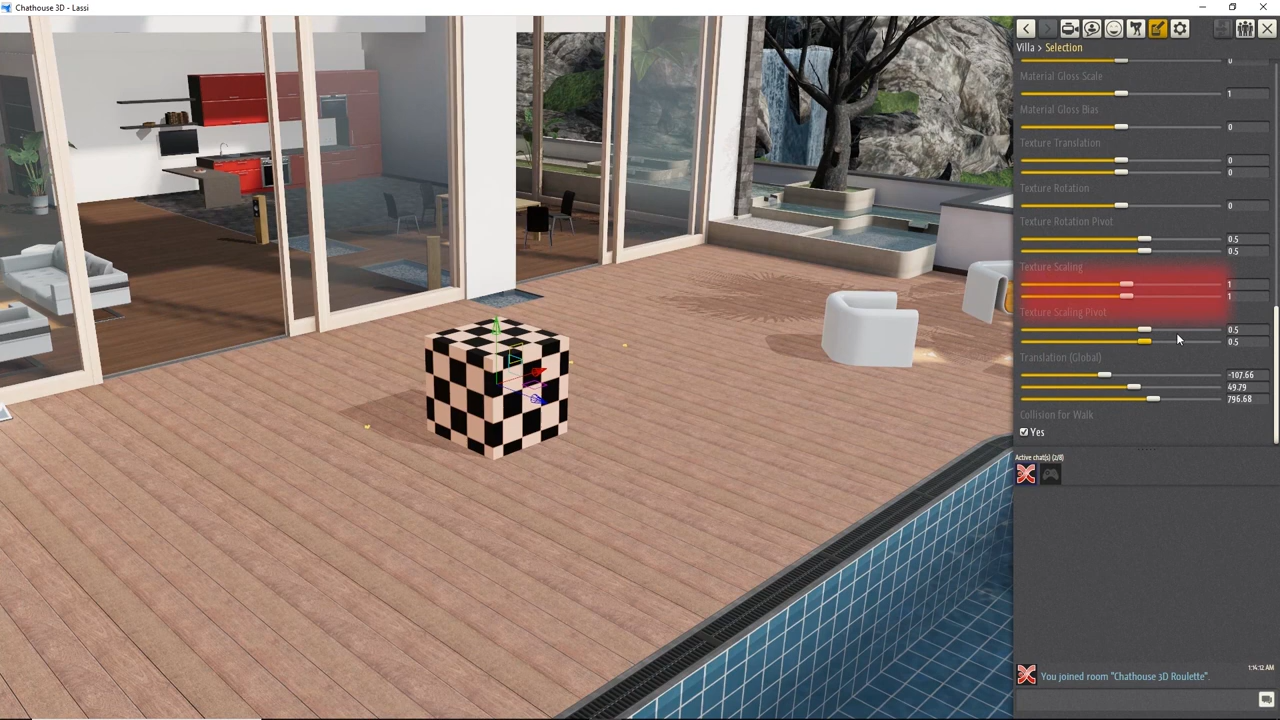 Chathouse 3D - Lassi
Villa > Selection
0
Material Gloss Scale
1
Material Gloss Bias
0
Texture Translation
0
0
Texture Rotation
0
Texture Rotation Pivot
0.5
0.5
Texture Scaling
1
1
Texture Scaling Pivot
0.5
0.5
Translation (Global)
-107.66
49.79
796.68
Collision for Walk
Yes
Active chat(s) (2/8)
1:14:12 AM
You joined room "Chathouse 3D Roulette".